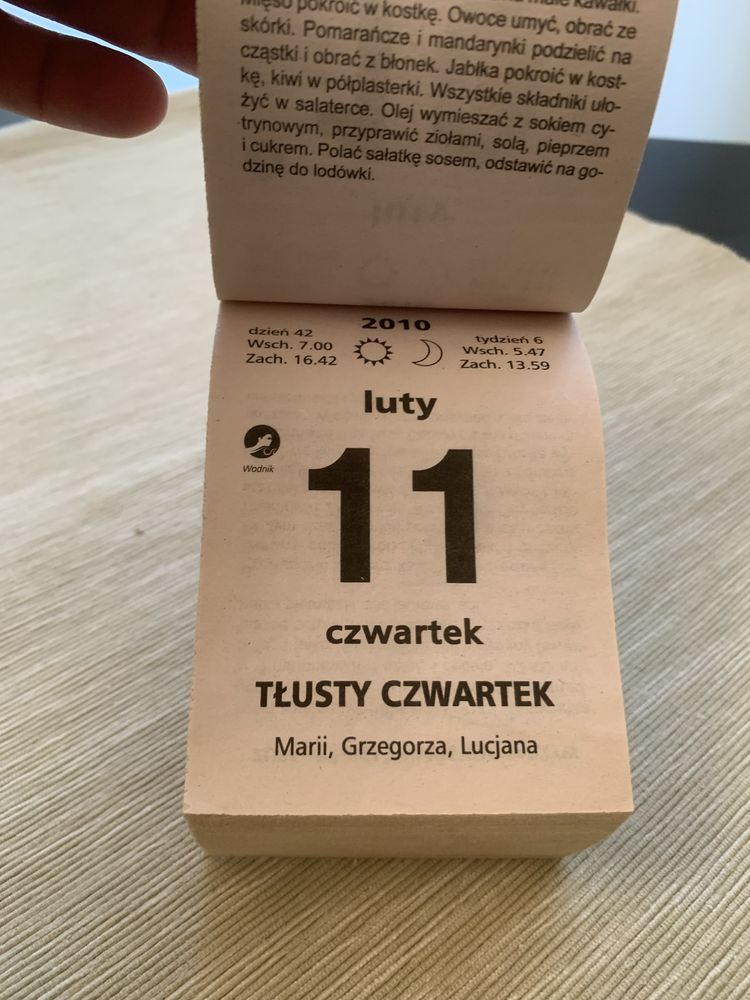 Mięso pokroić w kostkę. Owoce umyć, obrać ze
skórki. Pomarańcze i mandarynki podzielić na
cząstki i obrać z błonek. Jabłka pokroić w kost-
kę, kiwi w półplasterki. Wszystkie składniki uło-
żyć w salaterce. Olej wymieszać z sokiem cy-
trynowym, przyprawić ziołami, solą, pieprzem
i cukrem. Polać sałatkę sosem, odstawić na go-
dzinę do lodówki.
2010
dzień 42
Wsch. 7.00
Zach. 16.42
tydzień 6
Wsch. 5.47
Zach. 13.59
luty
Wodnik
11
czwartek
TŁUSTY CZWARTEK
Marii, Grzegorza, Lucjana